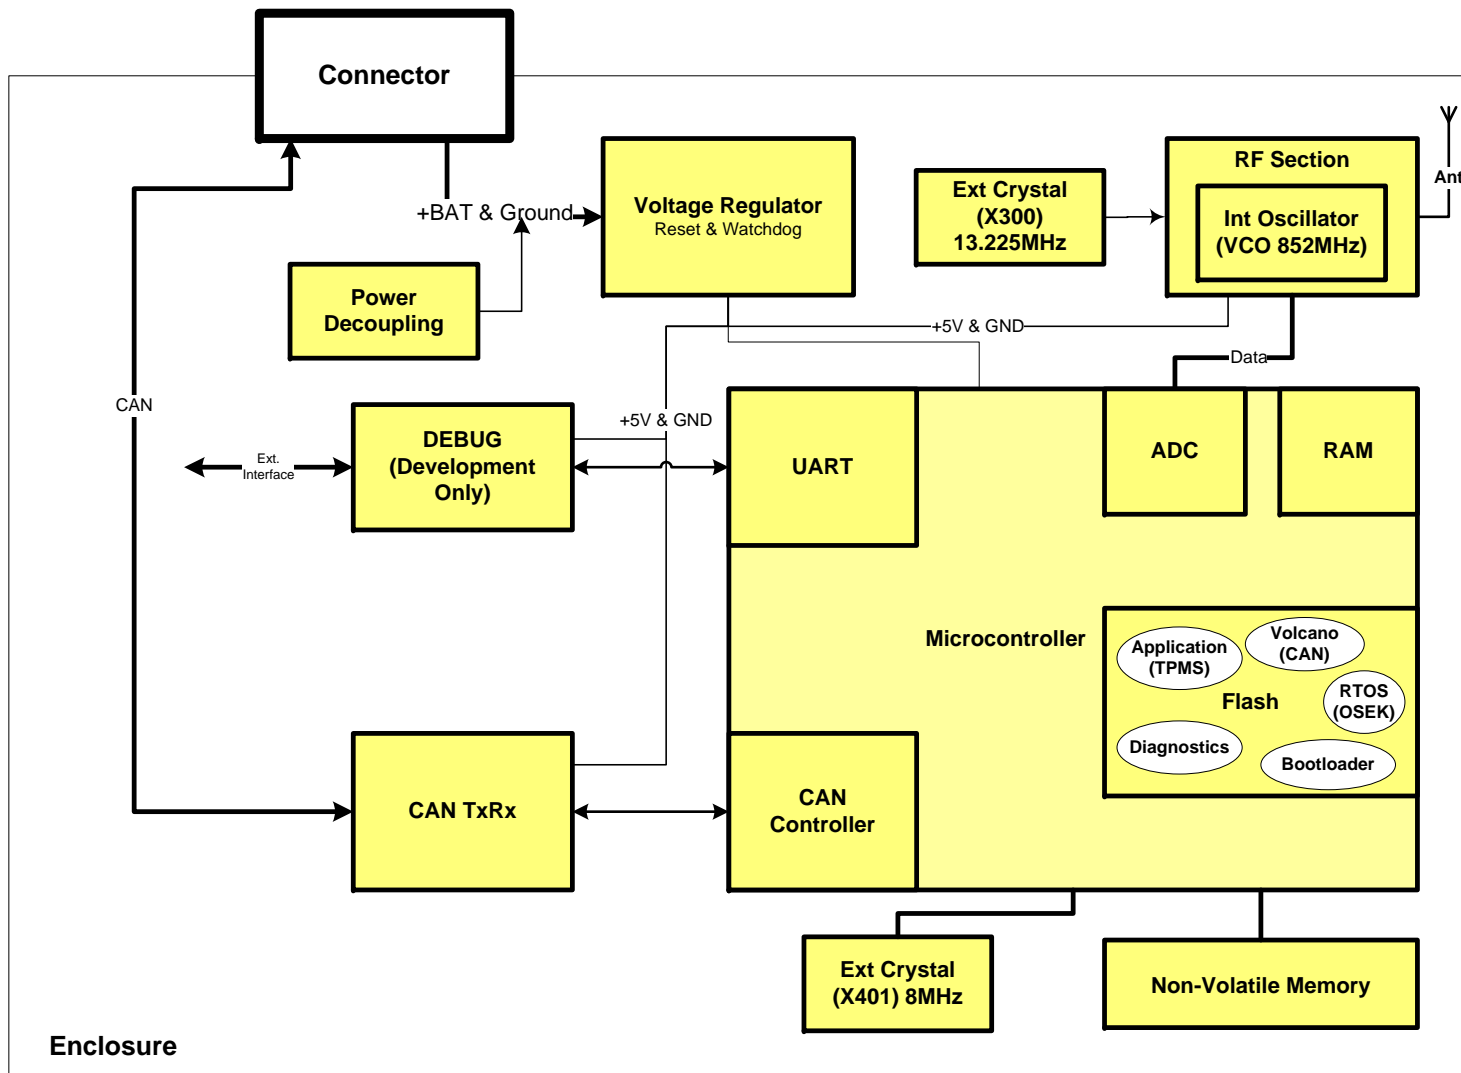 Connector
+BAT & Ground
Voltage Regulator
Reset & Watchdog
Ext Crystal
(X300)
13.225MHz
RF Section
Int Oscillator
(VCO 852MHz)
Ant
Power
Decoupling
+5V & GND
Data
CAN
+5V & GND
DEBUG
(Development
Only)
Ext.
Interface
UART
ADC
RAM
Microcontroller
Application
(TPMS)
Volcano
(CAN)
Flash
RTOS
(OSEK)
Diagnostics
Bootloader
CAN TxRx
CAN
Controller
Ext Crystal
(X401) 8MHz
Non-Volatile Memory
Enclosure